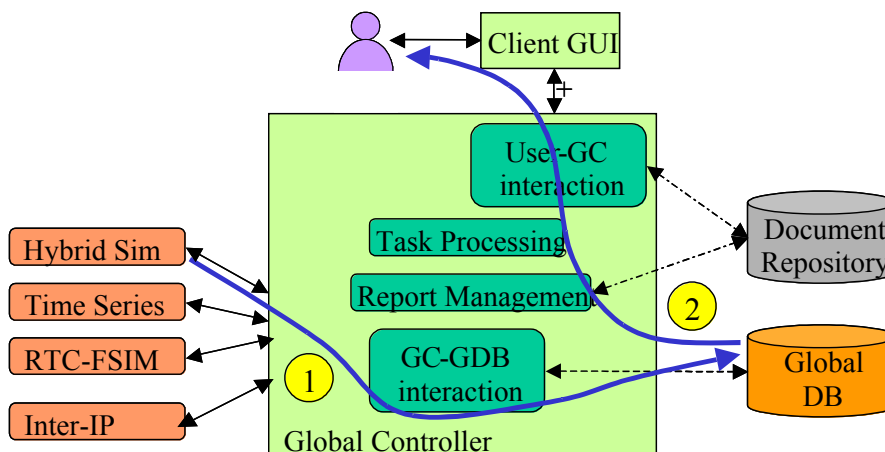 Client GUI
+
User-GC
interaction
Task Processing
Report Management
GC-GDB
interaction
Global Controller
Hybrid Sim
Time Series
RTC-FSIM
Inter-IP
1
2
Document
Repository
Global
DB